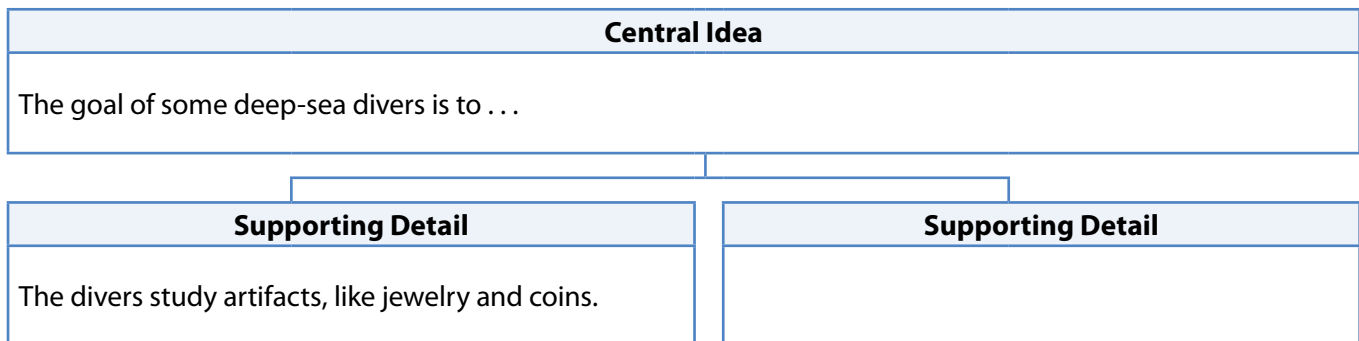 Central Idea
The goal of some deep-sea divers is to . . .
Supporting Detail
Supporting Detail
The divers study artifacts, like jewelry and coins.